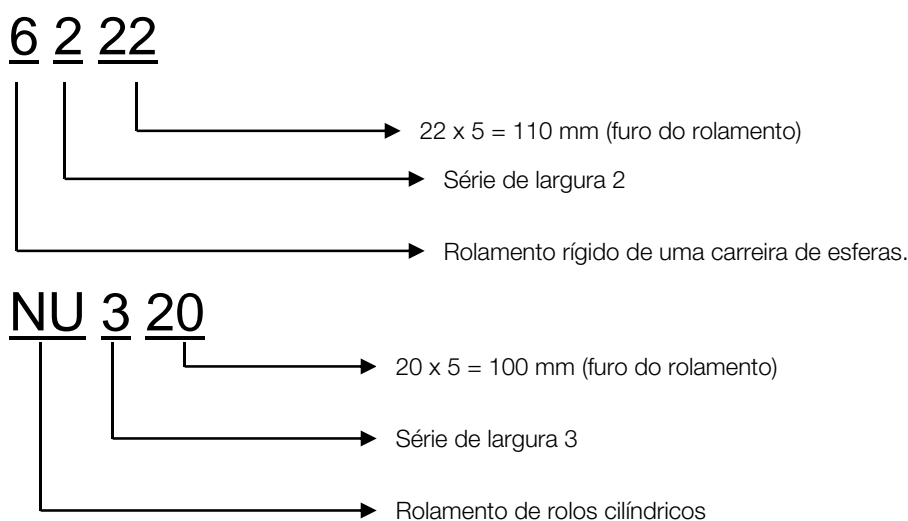 6 2 22
22 x 5 = 110 mm (furo do rolamento)
Série de largura 2
Rolamento rígido de uma carreira de esferas.
NU 3 20
20 x 5 = 100 mm (furo do rolamento)
Série de largura 3
Rolamento de rolos cilíndricos